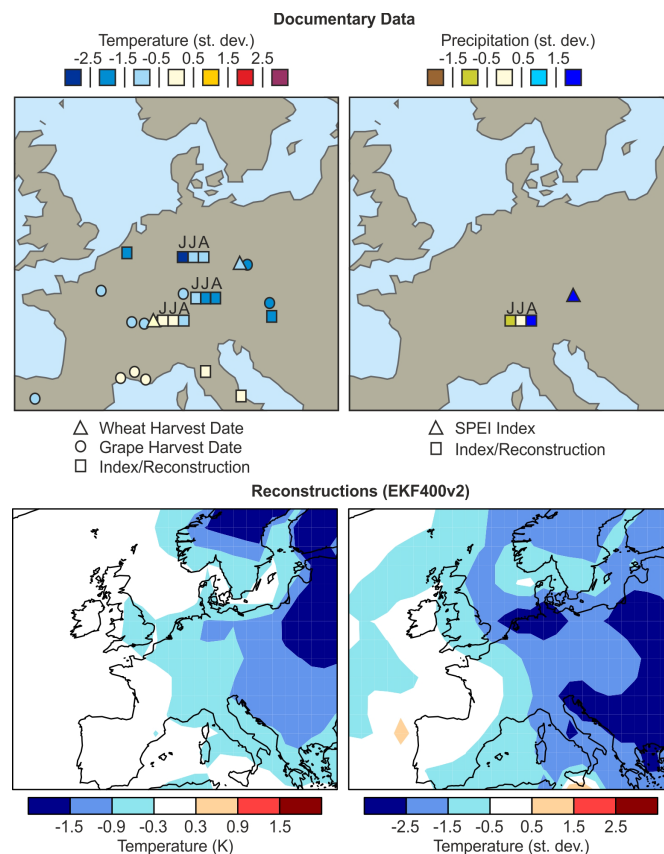 Documentary Data
Temperature (st. dev.)
-2.5 -1.5 -0.5 0.5 1.5 2.5
Precipitation (st. dev.)
-1.5 -0.5 0.5 1.5
JJA
JJA
JJA
JJA
△ Wheat Harvest Date
○ Grape Harvest Date
□ Index/Reconstruction
△ SPEI Index
□ Index/Reconstruction
Reconstructions (EKF400v2)
-1.5 -0.9 -0.3 0.3 0.9 1.5
Temperature (K)
-2.5 -1.5 -0.5 0.5 1.5 2.5
Temperature (st. dev.)